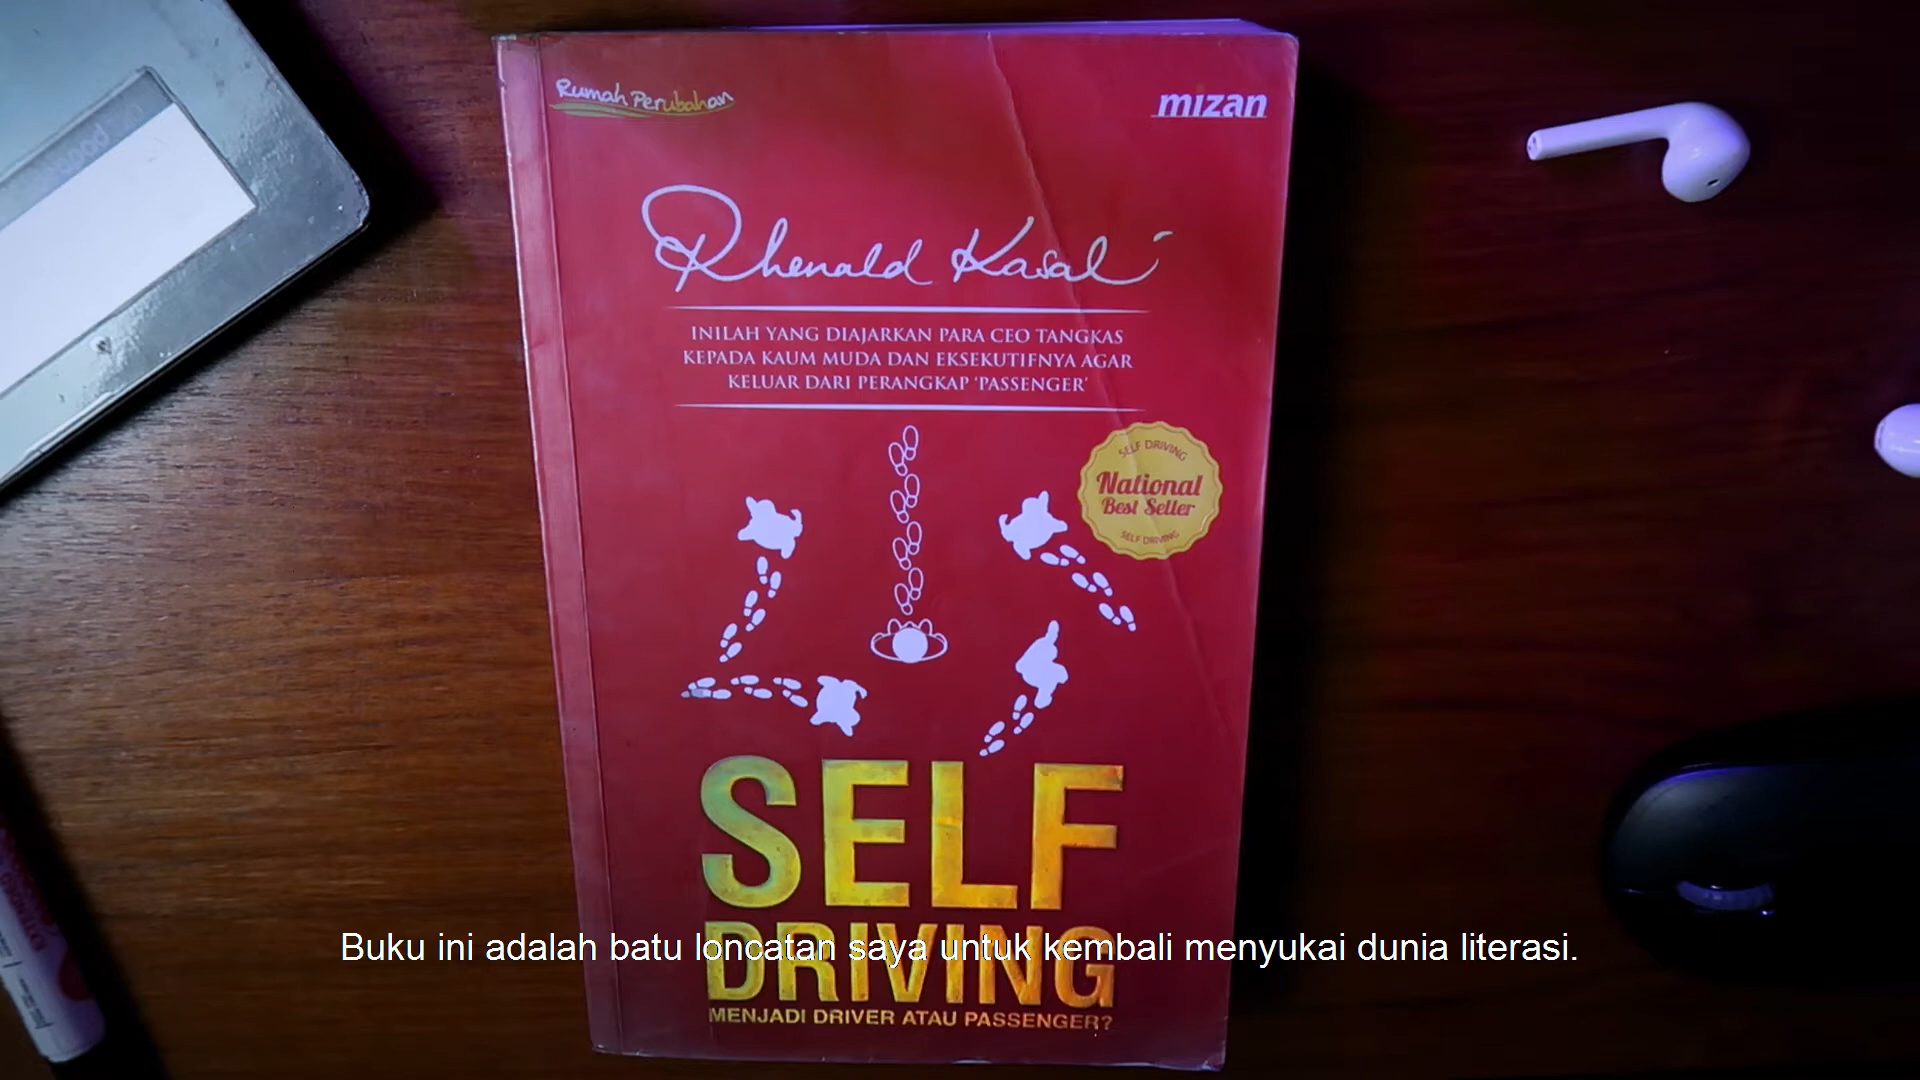 Rumah Perubahan
mizan
Rhenald Kasali
INILAH YANG DIAJARKAN PARA CEO TANGKAS
KEPADA KAUM MUDA DAN EKSEKUTIFNYA AGAR
KELUAR DARI PERANGKAP ‘PASSENGER’
SELF DRIVING
National
Best Seller
SELF DRIVING
SELF
DRIVING
MENJADI DRIVER ATAU PASSENGER?
Buku ini adalah batu loncatan saya untuk kembali menyukai dunia literasi.